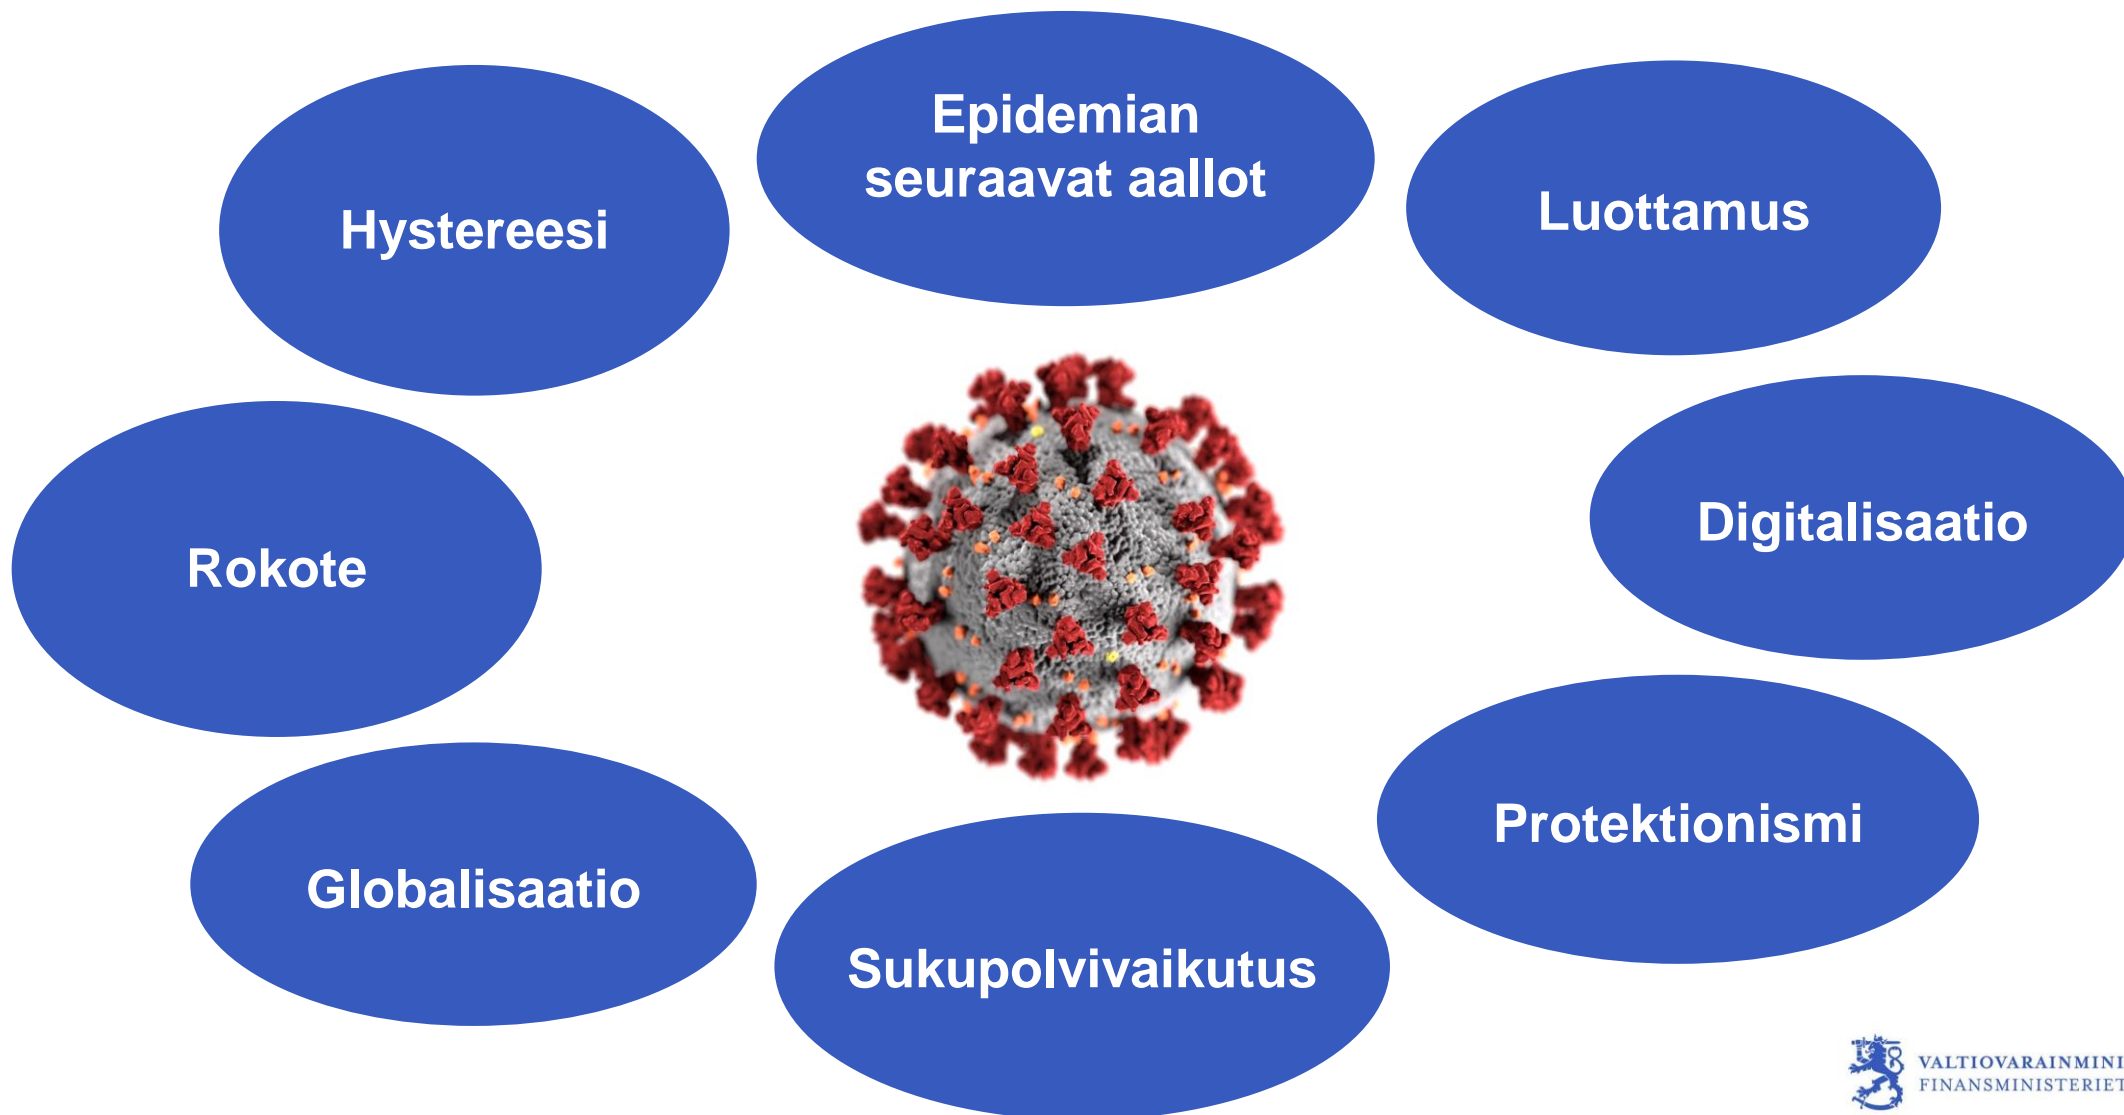 Epidemian
seuraavat aallot
Hystereesi
Luottamus
Rokote
Digitalisaatio
Globalisaatio
Protektionismi
Sukupolvivaikutus
VALTIOVARAINMINI
FINANSMINISTERIET